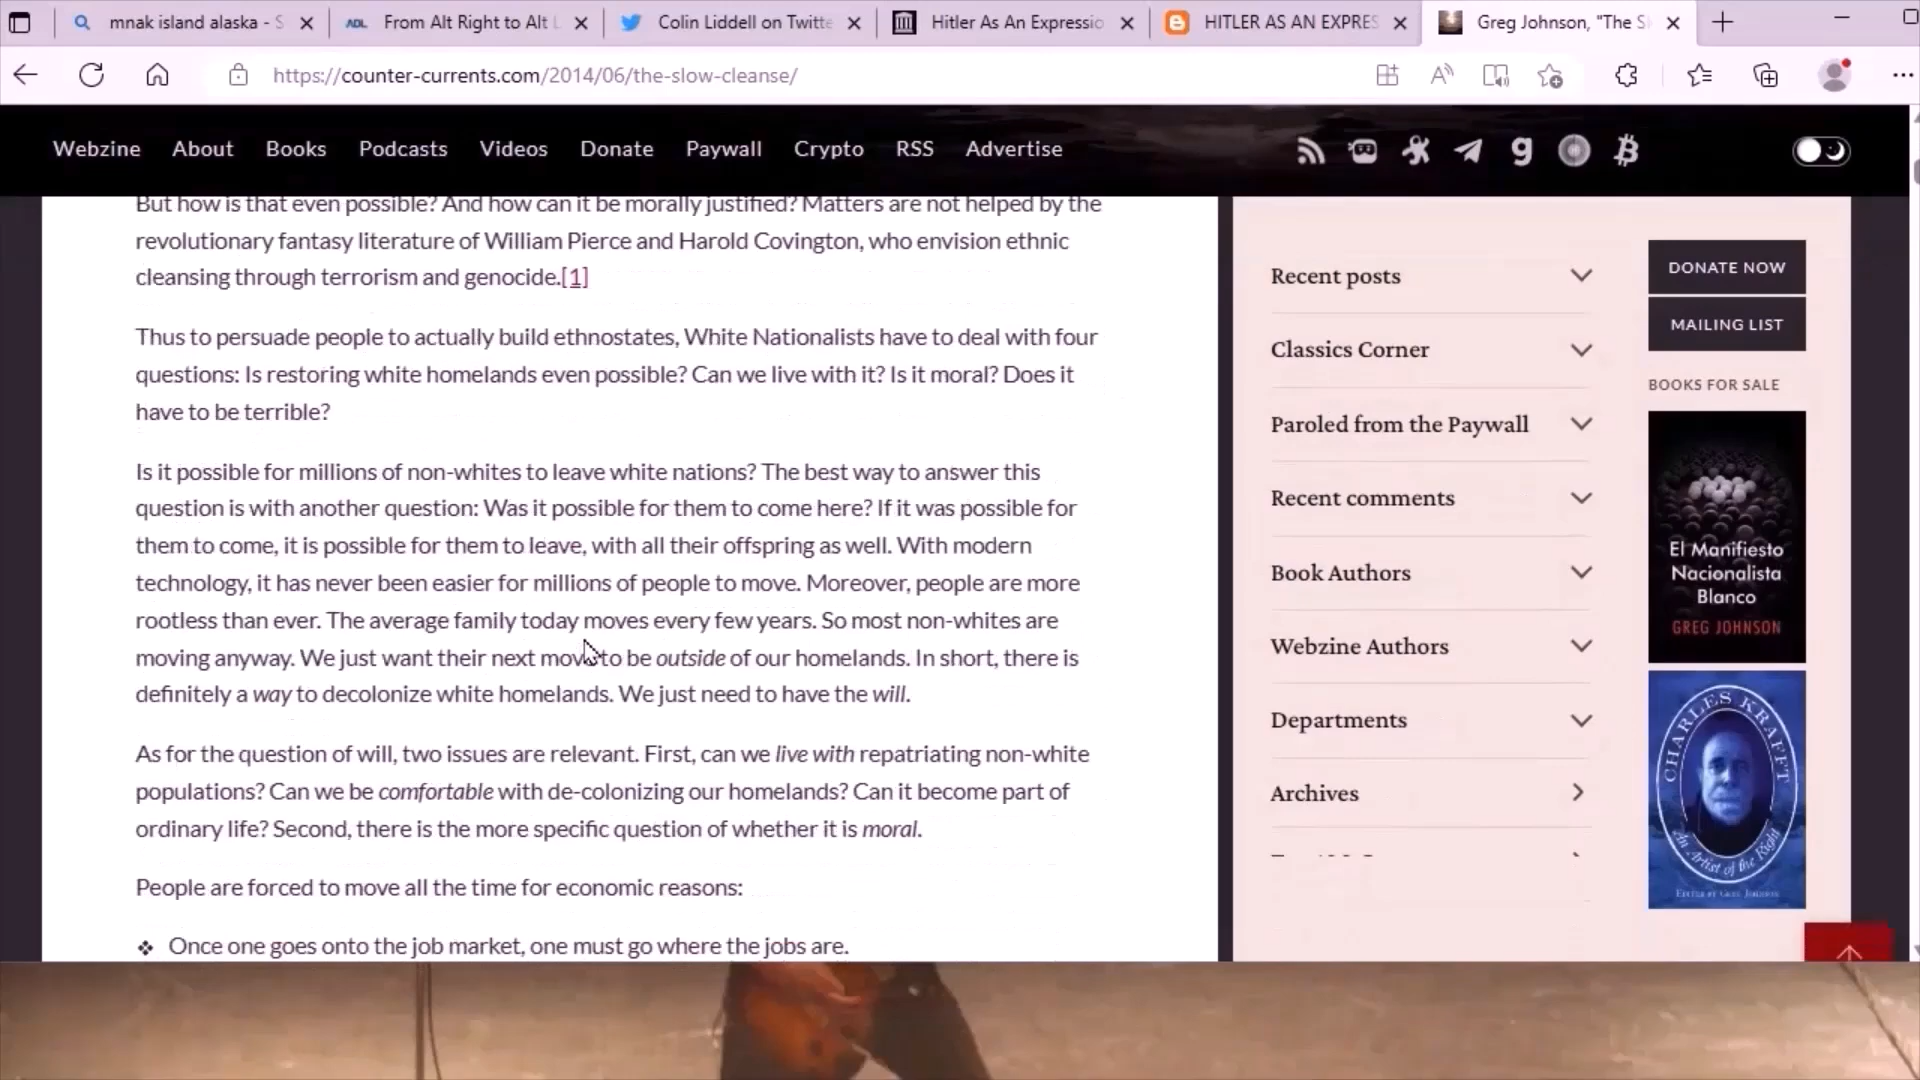 mnak island alaska - S
From Alt Right to Alt L
Colin Liddell on Twitte
Hitler As An Expressio
HITLER AS AN EXPRES
Greg Johnson, "The S
https://counter-currents.com/2014/06/the-slow-cleanse/
Webzine About Books Podcasts Videos Donate Paywall Crypto RSS Advertise
But how is that even possible? And how can it be morally justified? Matters are not helped by the
revolutionary fantasy literature of William Pierce and Harold Covington, who envision ethnic
cleansing through terrorism and genocide.[1]
Thus to persuade people to actually build ethnostates, White Nationalists have to deal with four
questions: Is restoring white homelands even possible? Can we live with it? Is it moral? Does it
have to be terrible?
Is it possible for millions of non-whites to leave white nations? The best way to answer this
question is with another question: Was it possible for them to come here? If it was possible for
them to come, it is possible for them to leave, with all their offspring as well. With modern
technology, it has never been easier for millions of people to move. Moreover, people are more
rootless than ever. The average family today moves every few years. So most non-whites are
moving anyway. We just want their next move to be outside of our homelands. In short, there is
definitely a way to decolonize white homelands. We just need to have the will.
As for the question of will, two issues are relevant. First, can we live with repatriating non-white
populations? Can we be comfortable with de-colonizing our homelands? Can it become part of
ordinary life? Second, there is the more specific question of whether it is moral.
People are forced to move all the time for economic reasons:
❖ Once one goes onto the job market, one must go where the jobs are.
Recent posts
Classics Corner
Paroled from the Paywall
Recent comments
Book Authors
Webzine Authors
Departments
Archives
DONATE NOW
MAILING LIST
BOOKS FOR SALE
El Manifiesto
Nacionalista
Blanco
GREG JOHNSON
CHARLES KRAFFT
An Artist of the Right
EDITED BY GREG JOHNSON